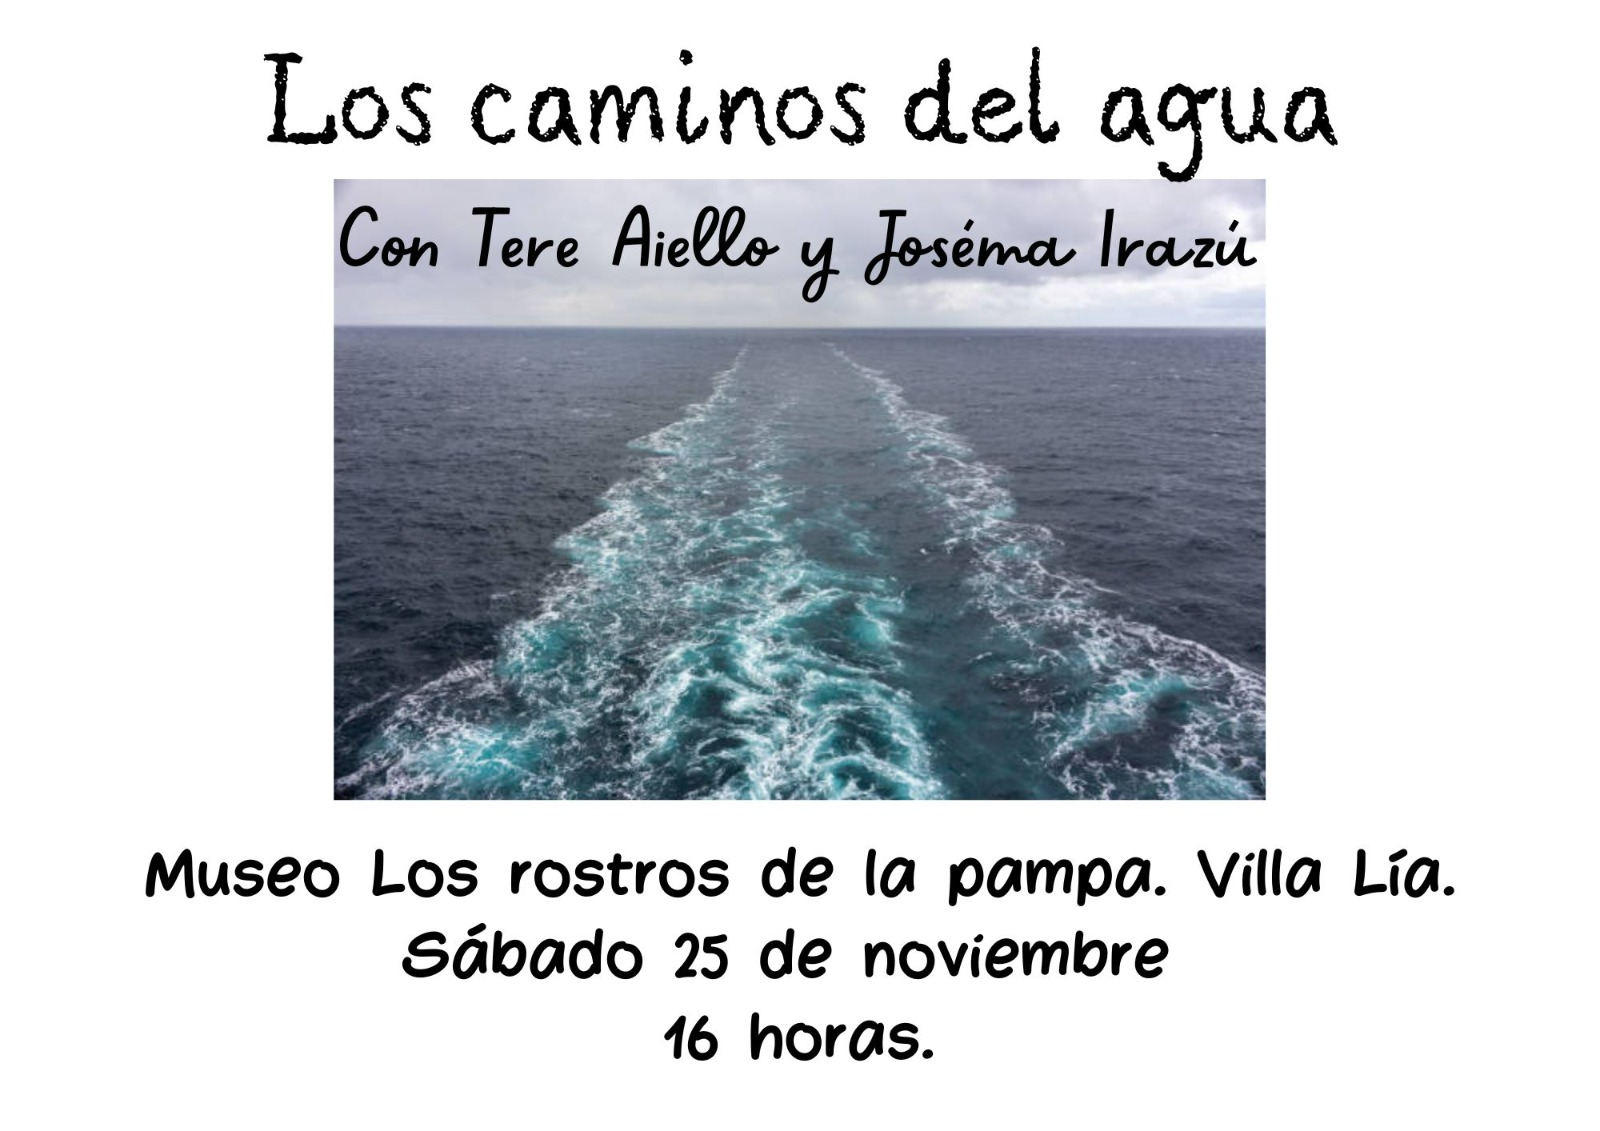 Los caminos del agua
Con Tere Aiello y Joséma Irazú
Museo Los rostros de la pampa. Villa Lía.
Sábado 25 de noviembre
16 horas.